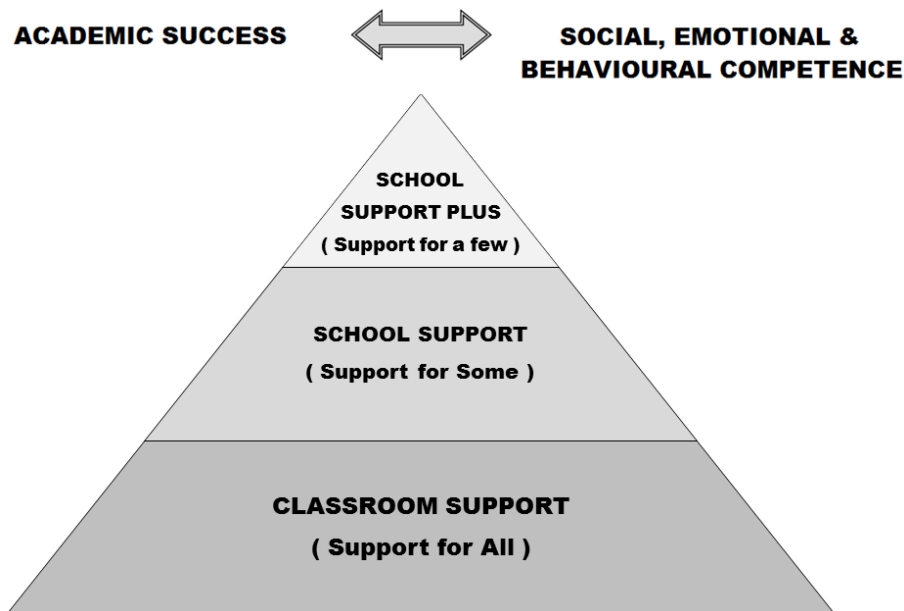 ACADEMIC SUCCESS
SOCIAL, EMOTIONAL &
BEHAVIOURAL COMPETENCE
SCHOOL
SUPPORT PLUS
( Support for a few )
SCHOOL SUPPORT
( Support for Some )
CLASSROOM SUPPORT
( Support for All )